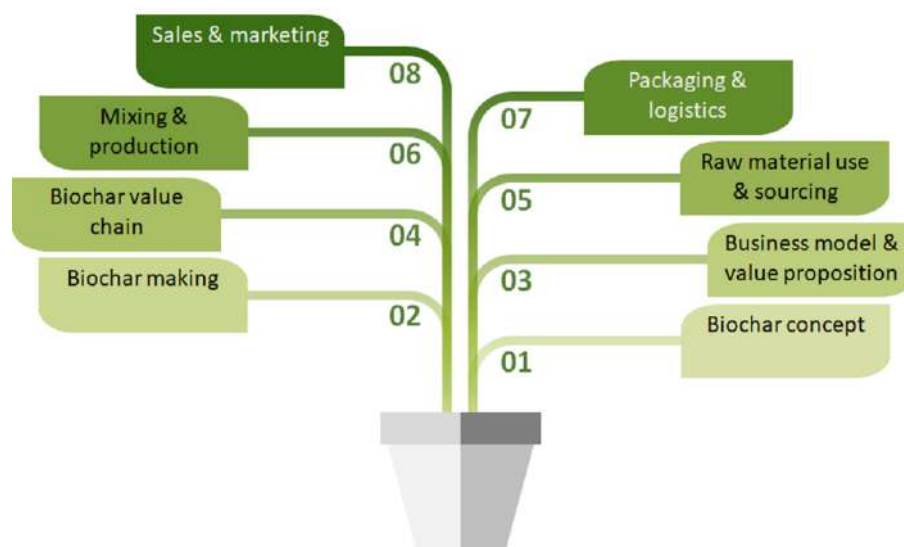 Sales & marketing
08
Packaging &
logistics
07
Mixing &
production
06
Raw material use
& sourcing
05
Biochar value
chain
04
Business model &
value proposition
03
Biochar making
02
Biochar concept
01